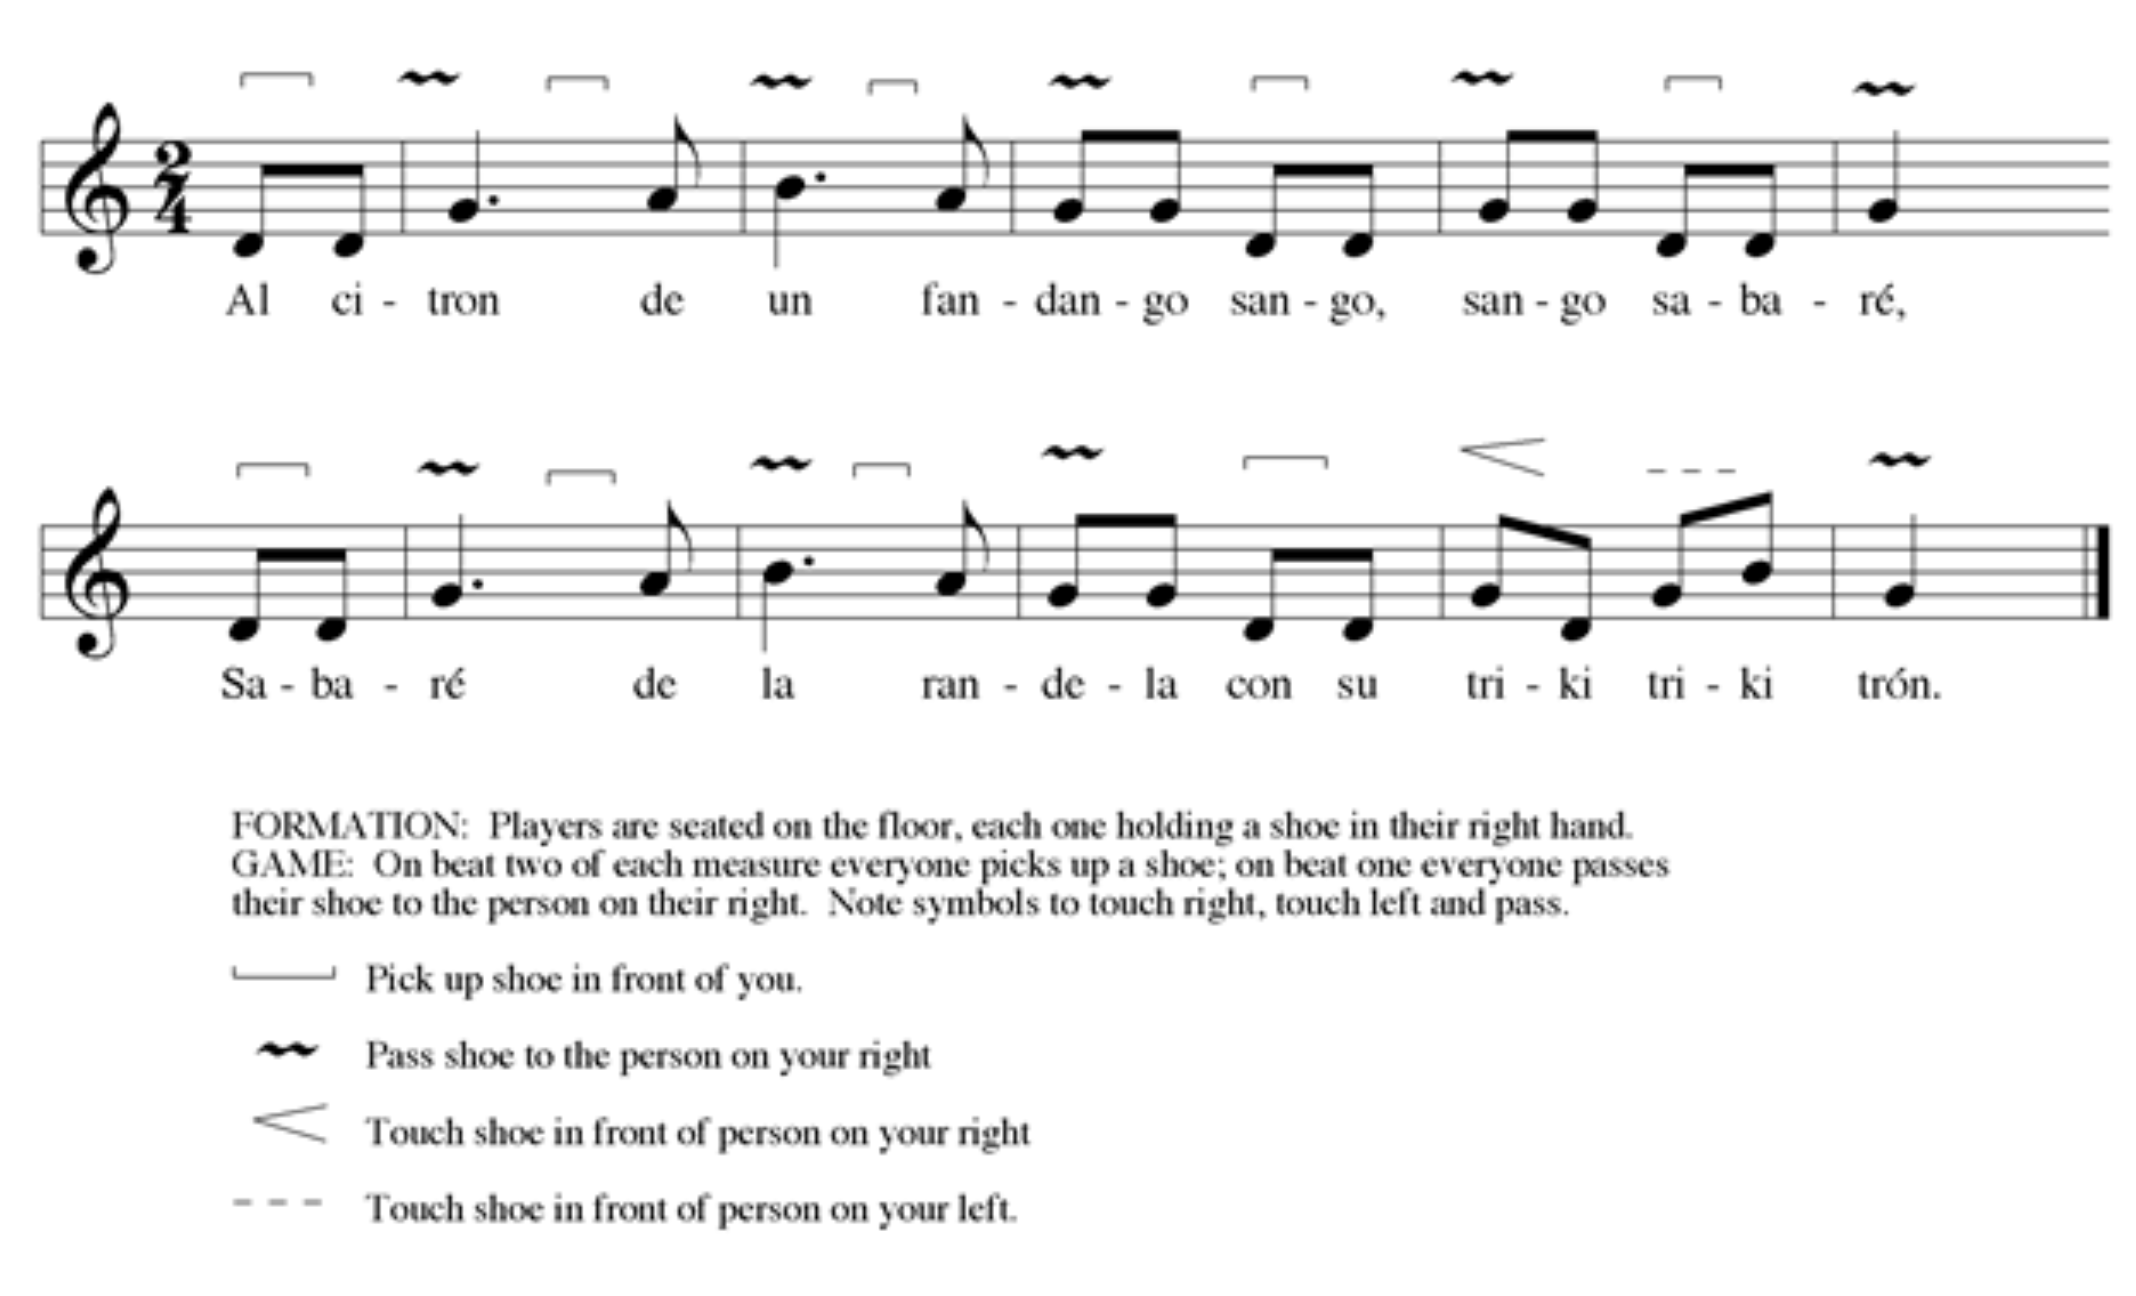 2
4
Al ci - tron de un fan - dan - go san - go, san - go sa - ba - ré,
Sa - ba - ré de la ran - de - la con su tri - ki tri - ki trón.
FORMATION: Players are seated on the floor, each one holding a shoe in their right hand.
GAME: On beat two of each measure everyone picks up a shoe; on beat one everyone passes
their shoe to the person on their right. Note symbols to touch right, touch left and pass.
Pick up shoe in front of you.
Pass shoe to the person on your right
Touch shoe in front of person on your right
Touch shoe in front of person on your left.